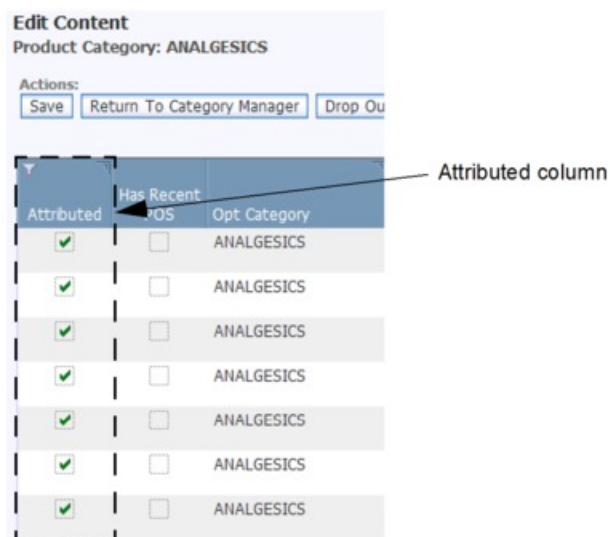 Edit Content
Product Category: ANALGESICS
Actions:
Save Return To Category Manager Drop Ou
Attributed column
Has Recent
Attributed POS Opt Category
ANALGESICS
ANALGESICS
ANALGESICS
ANALGESICS
ANALGESICS
ANALGESICS
ANALGESICS